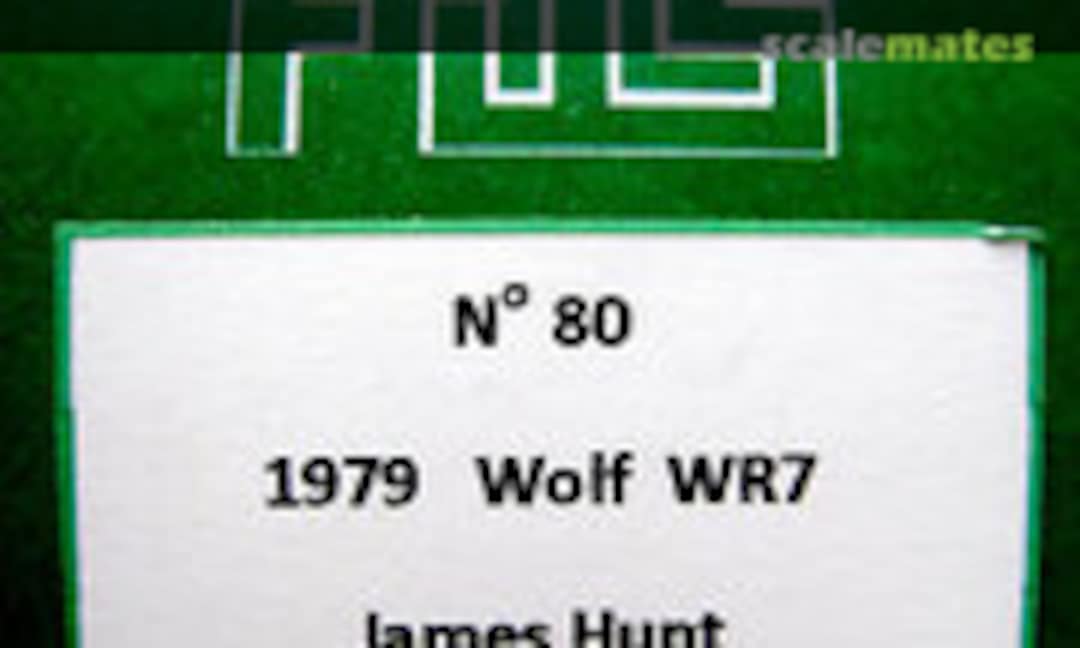 scalemates
N° 80
1979 Wolf WR7
James Hunt